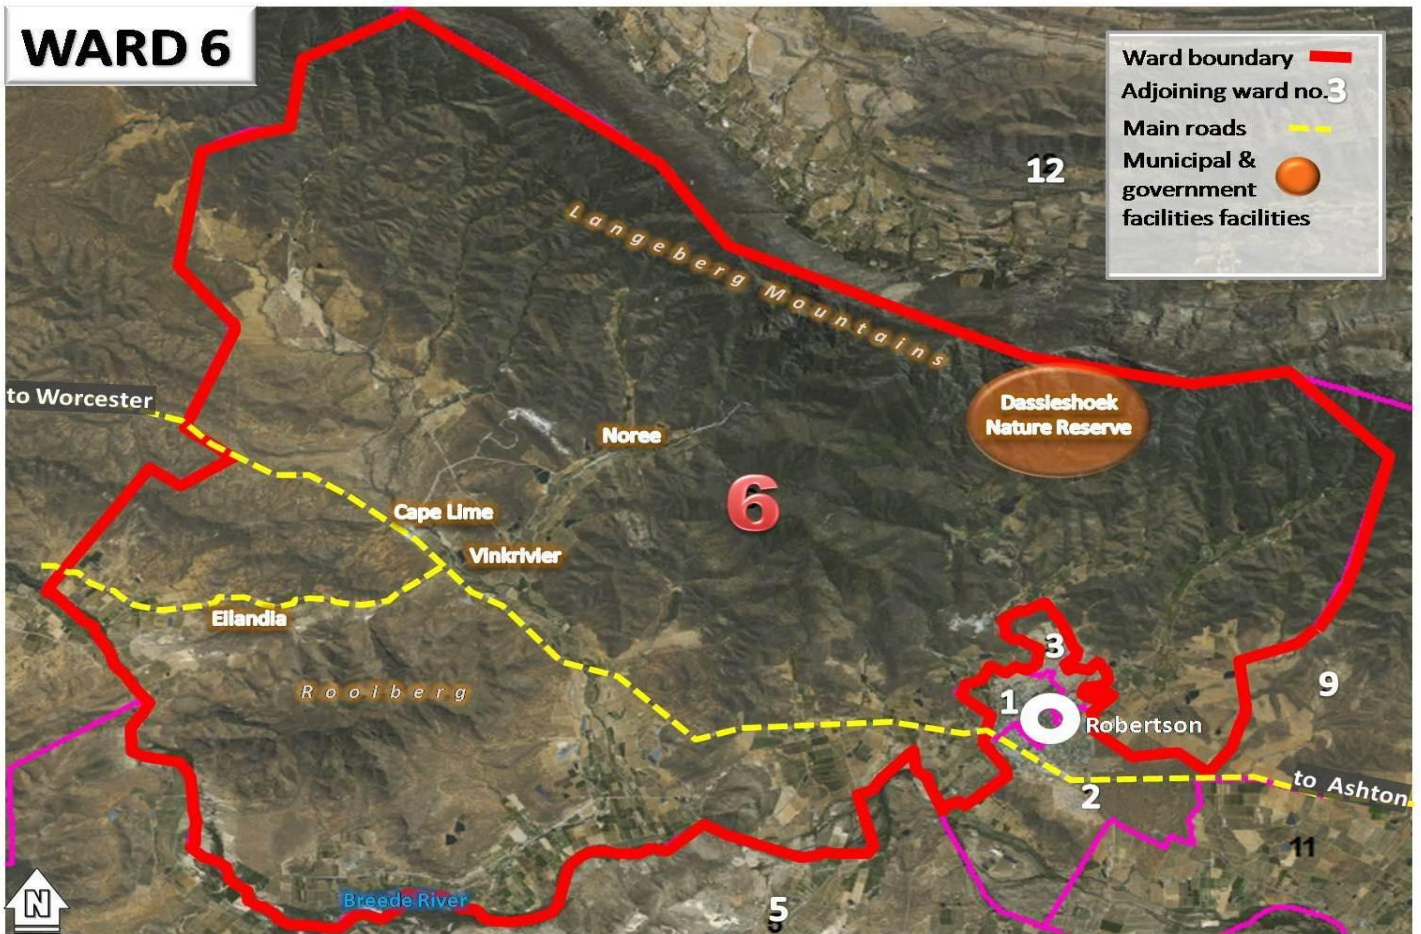 WARD 6
Ward boundary
Adjoining ward no. 3
Main roads
Municipal &
government
facilities facilities
12
Langeberg Mountains
to Worcester
Dassieshoek
Nature Reserve
Noree
6
Cape Lime
Vinkrivier
Eilandia
Rooiberg
3
9
1
Robertson
to Ashton
2
11
Breede River
5
N